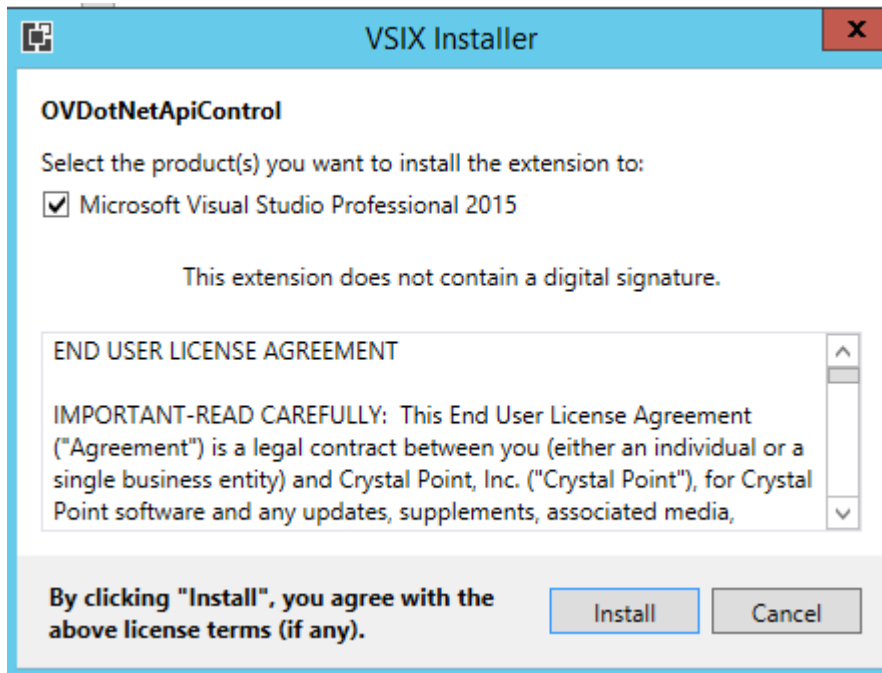 VSIX Installer
x
OVDotNetApiControl
Select the product(s) you want to install the extension to:
Microsoft Visual Studio Professional 2015
This extension does not contain a digital signature.
END USER LICENSE AGREEMENT
IMPORTANT-READ CAREFULLY:  This End User License Agreement
("Agreement") is a legal contract between you (either an individual or a
single business entity) and Crystal Point, Inc. ("Crystal Point"), for Crystal
Point software and any updates, supplements, associated media,
By clicking "Install", you agree with the
above license terms (if any).
Install
Cancel